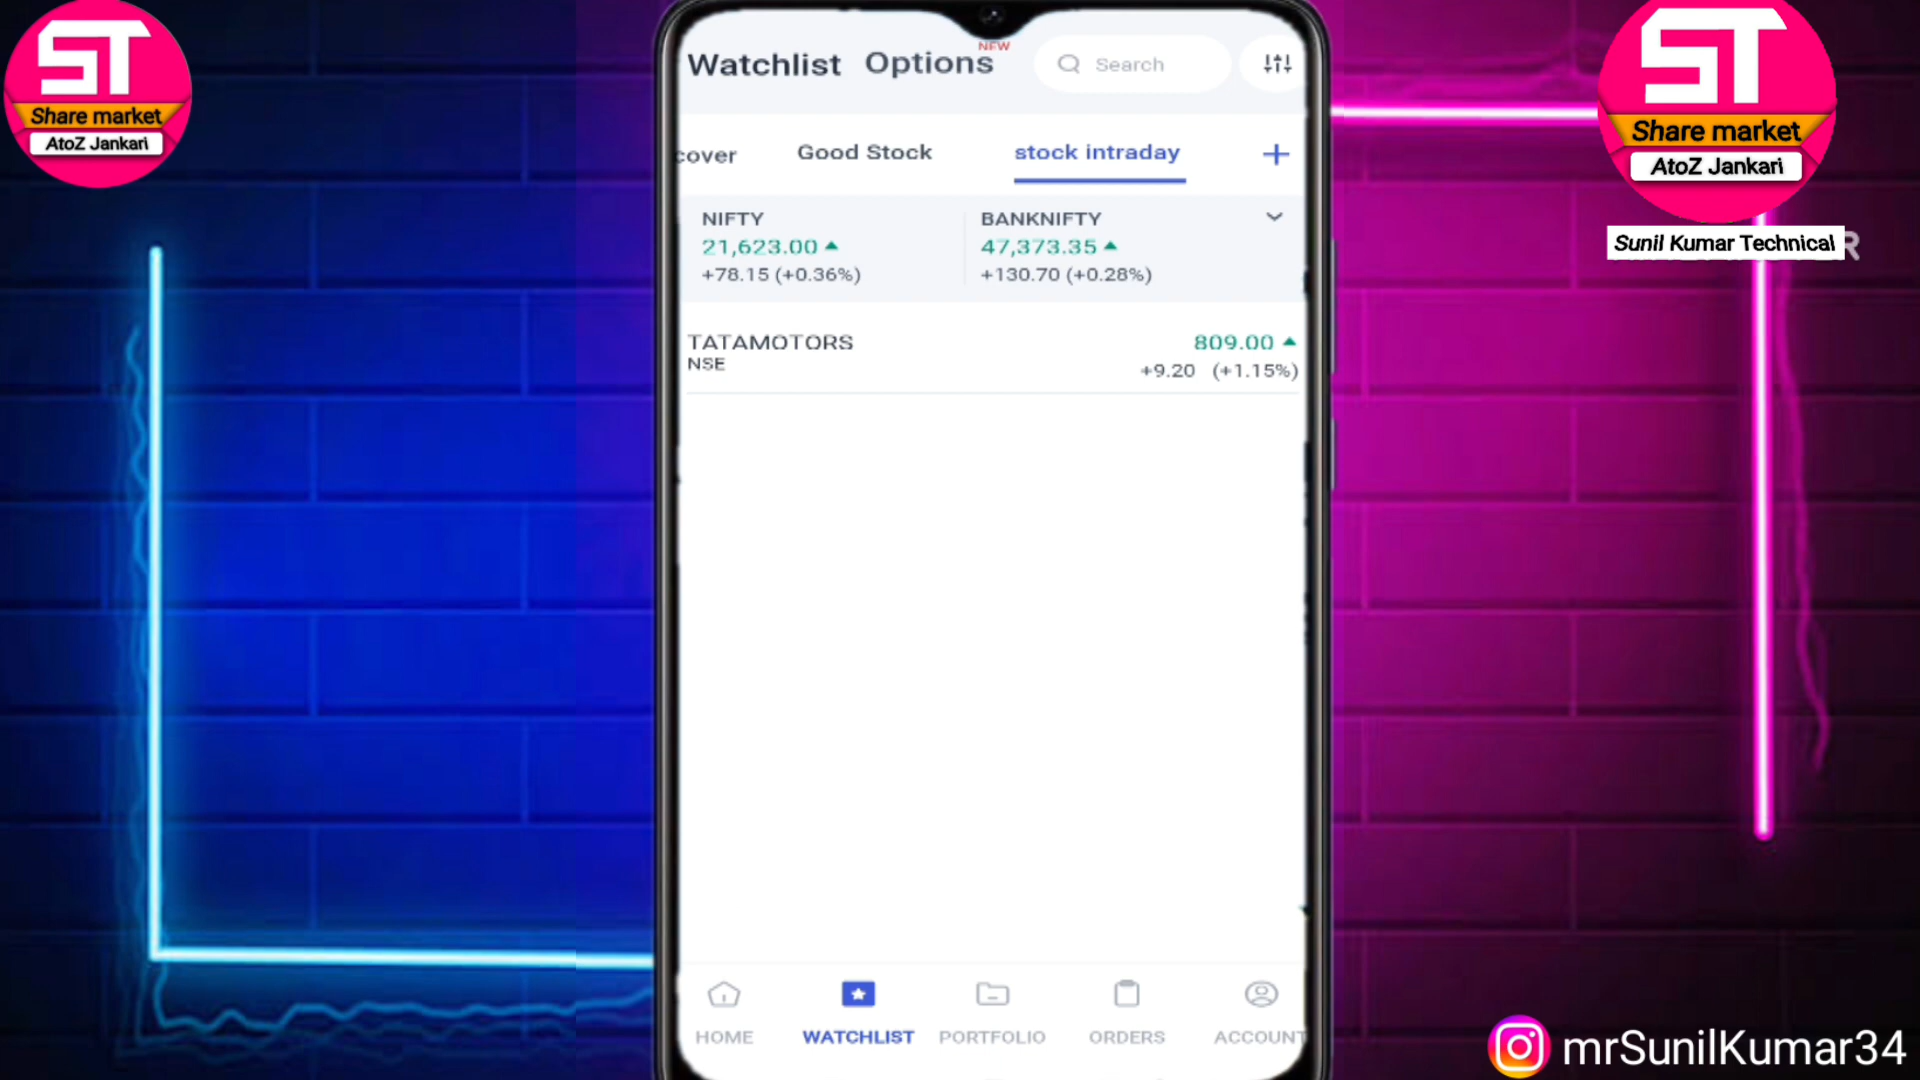 ST
Share market
AtoZ Jankari
Watchlist Options NEW
Search
cover Good Stock stock intraday +
NIFTY
21,623.00
+78.15 (+0.36%)
BANKNIFTY
47,373.35
+130.70 (+0.28%)
TATAMOTORS
NSE
809.00
+9.20 (+1.15%)
HOME WATCHLIST PORTFOLIO ORDERS ACCOUNT
ST
Share market
AtoZ Jankari
Sunil Kumar Technical R
mrSunilKumar34